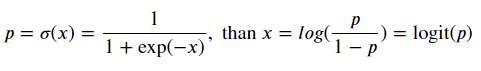 p = σ(x) = 1 / (1 + exp(−x)), than x = log(p / (1 − p)) = logit(p)